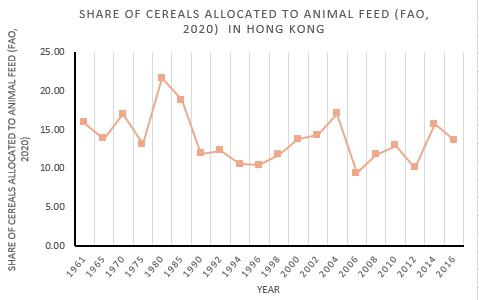 SHARE OF CEREALS ALLOCATED TO ANIMAL FEED (FAO,
2020) IN HONG KONG
SHARE OF CEREALS ALLOCATED TO ANIMAL FEED (FAO,
2020)
25.00
20.00
15.00
10.00
5.00
0.00
1961 1965 1970 1975 1980 1985 1990 1992 1994 1996 1998 2000 2002 2004 2006 2008 2010 2012 2014 2016
YEAR